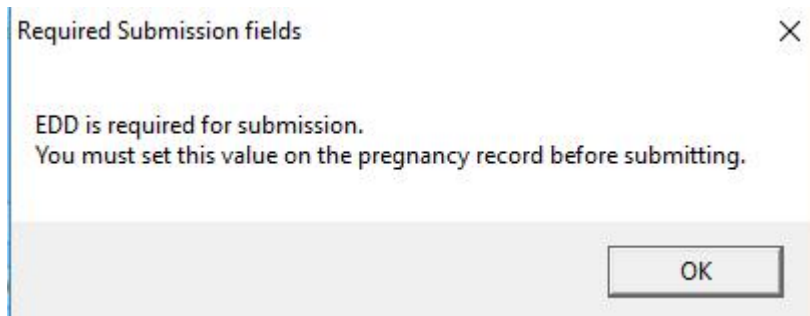 Required Submission fields
EDD is required for submission.
You must set this value on the pregnancy record before submitting.
OK